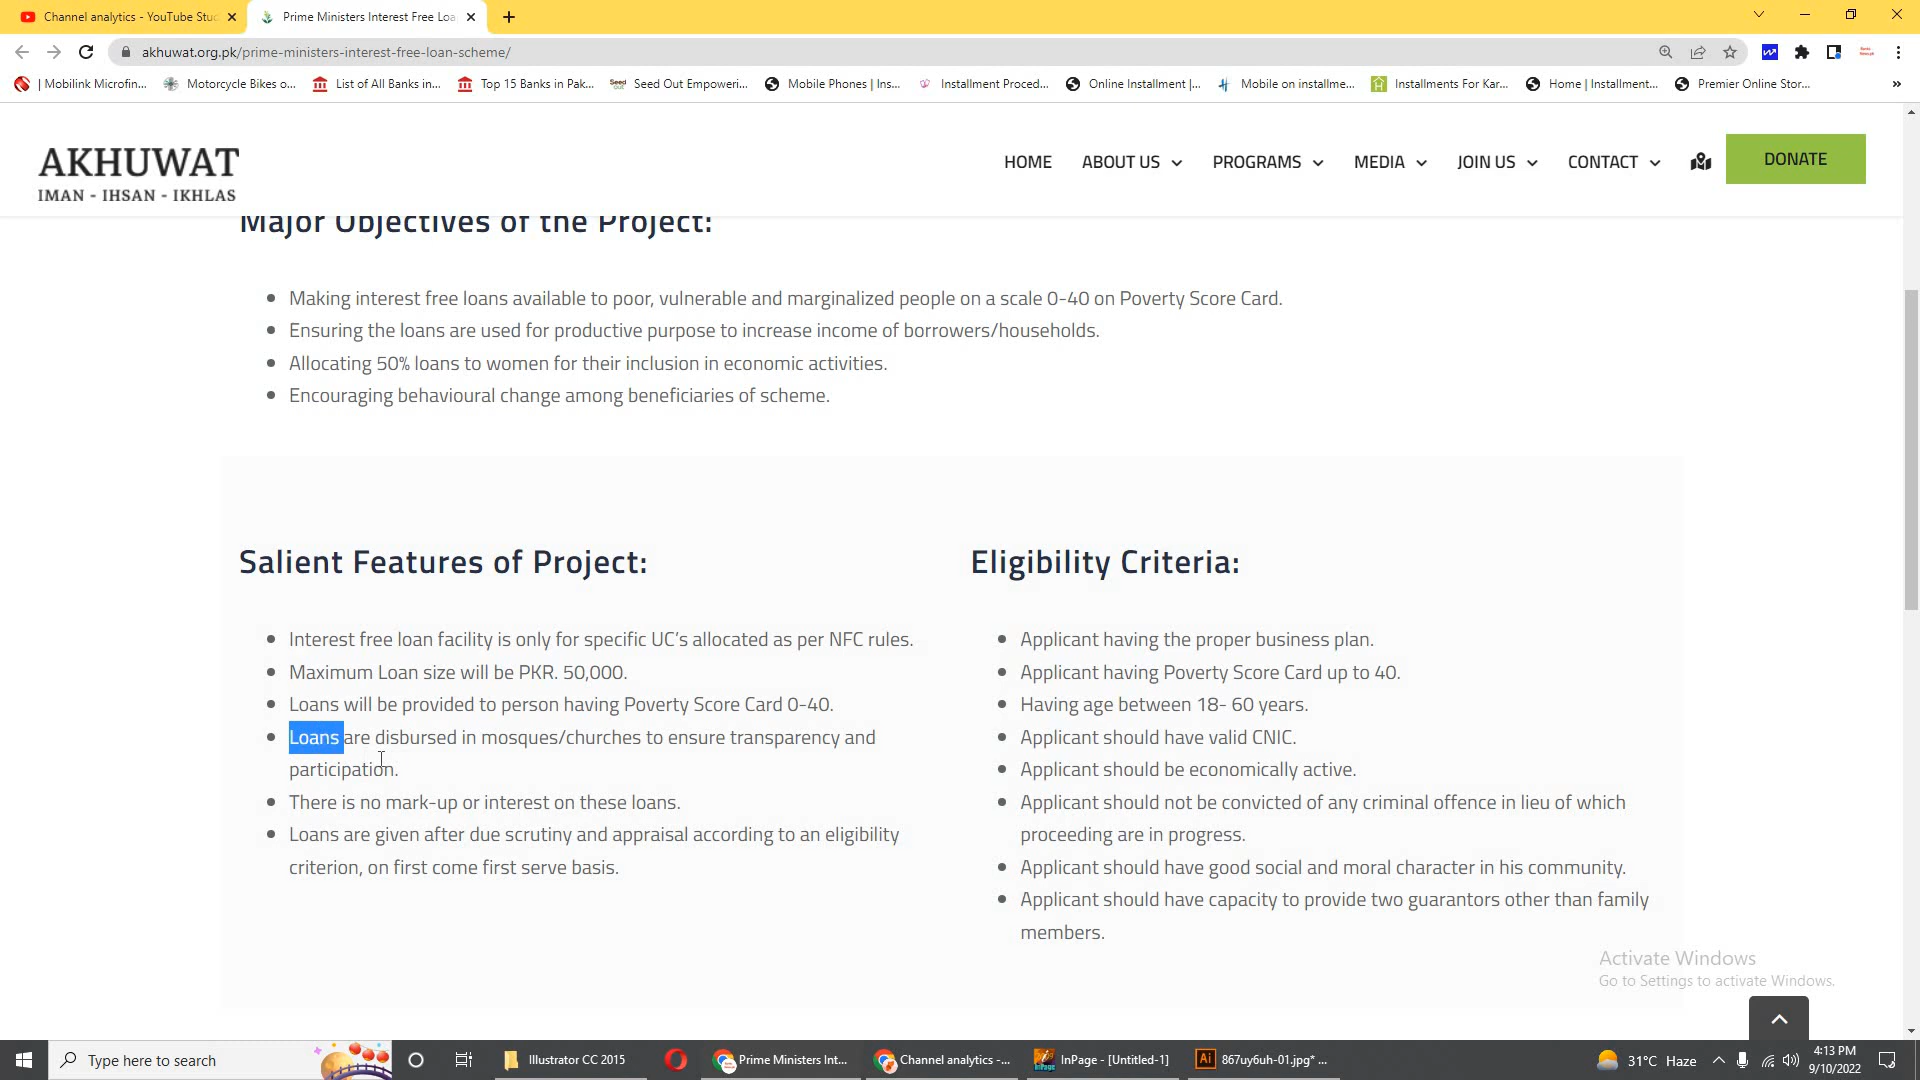 Channel analytics - YouTube Stu
Prime Ministers Interest Free Loa
akhuwat.org.pk/prime-ministers-interest-free-loan-scheme/
| Mobilink Microfin...
Motorcycle Bikes o...
List of All Banks in...
Top 15 Banks in Pak...
Seed Out Empoweri...
Mobile Phones | Ins...
Installment Proced...
Online Installment |...
Mobile on installme...
Installments For Kar...
Home | Installment...
Premier Online Stor...
»
AKHUWAT
IMAN - IHSAN - IKHLAS
HOME
ABOUT US
PROGRAMS
MEDIA
JOIN US
CONTACT
DONATE
Major Objectives of the Project:
Making interest free loans available to poor, vulnerable and marginalized people on a scale 0-40 on Poverty Score Card.
Ensuring the loans are used for productive purpose to increase income of borrowers/households.
Allocating 50% loans to women for their inclusion in economic activities.
Encouraging behavioural change among beneficiaries of scheme.
Salient Features of Project:
Interest free loan facility is only for specific UC's allocated as per NFC rules.
Maximum Loan size will be PKR. 50,000.
Loans will be provided to person having Poverty Score Card 0-40.
Loans are disbursed in mosques/churches to ensure transparency and
participation.
There is no mark-up or interest on these loans.
Loans are given after due scrutiny and appraisal according to an eligibility
criterion, on first come first serve basis.
Eligibility Criteria:
Applicant having the proper business plan.
Applicant having Poverty Score Card up to 40.
Having age between 18- 60 years.
Applicant should have valid CNIC.
Applicant should be economically active.
Applicant should not be convicted of any criminal offence in lieu of which
proceeding are in progress.
Applicant should have good social and moral character in his community.
Applicant should have capacity to provide two guarantors other than family
members.
Activate Windows
Go to Settings to activate Windows.
Type here to search
Illustrator CC 2015
Prime Ministers Int...
Channel analytics -...
InPage - [Untitled-1]
Ai
867uy6uh-01.jpg* ...
31°C Haze
4:13 PM
9/10/2022